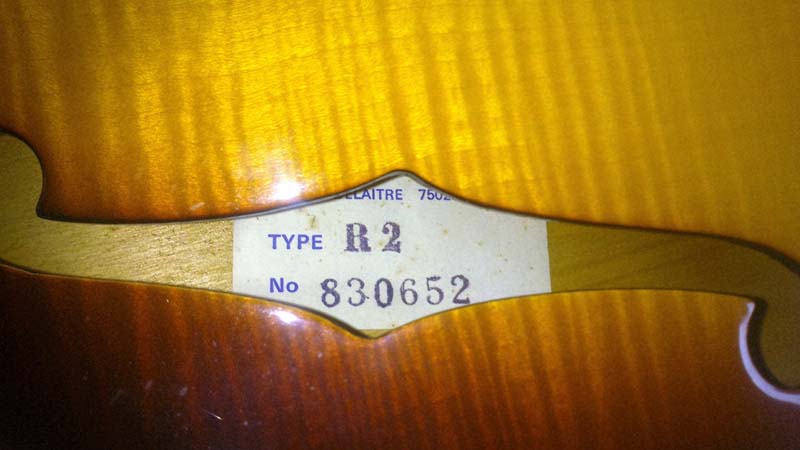 ELAITRE 7502
TYPE R2
No 830652